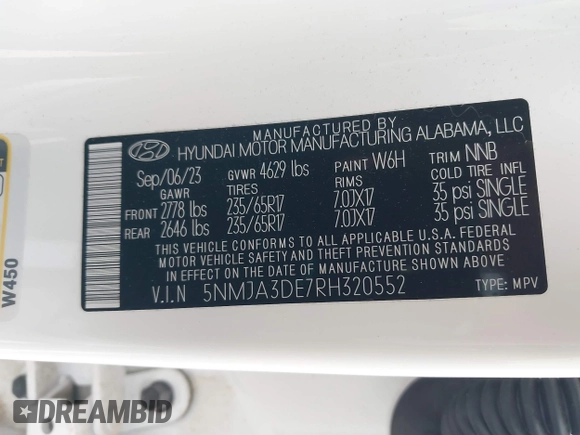 MANUFACTURED BY
HYUNDAI MOTOR MANUFACTURING ALABAMA, LLC
Sep/06/23 GVWR 4629 lbs PAINT W6H TRIM NNB
GAWR TIRES RIMS COLD TIRE INFL
FRONT 2778 lbs 235/65R17 7.0JX17 35 psi SINGLE
REAR 2646 lbs 235/65R17 7.0JX17 35 psi SINGLE
THIS VEHICLE CONFORMS TO ALL APPLICABLE U.S.A. FEDERAL
MOTOR VEHICLE SAFETY AND THEFT PREVENTION STANDARDS
IN EFFECT ON THE DATE OF MANUFACTURE SHOWN ABOVE.
V.I.N 5NMJA3DE7RH320552 TYPE: MPV
W450
DREAMBID